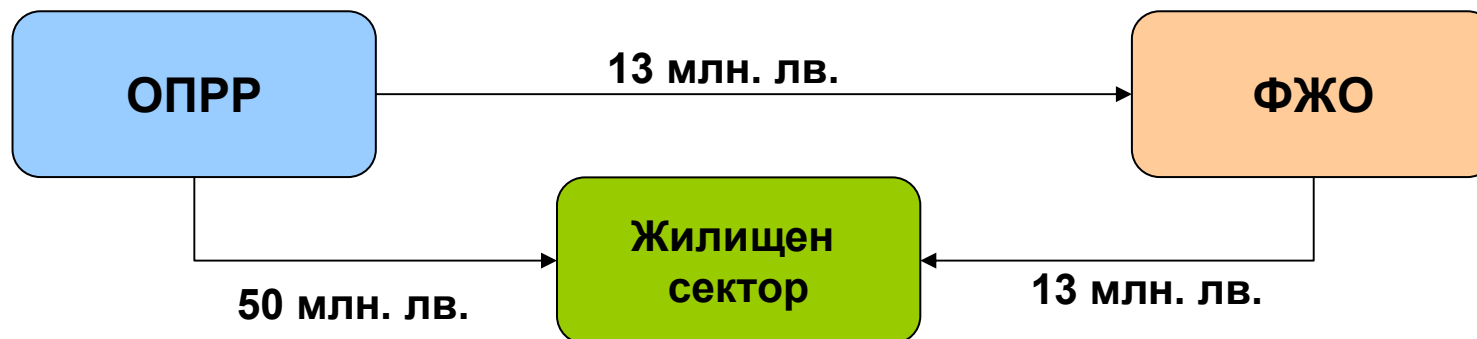 ОПРР
13 млн. лв.
ФЖО
Жилищен
сектор
50 млн. лв.
13 млн. лв.